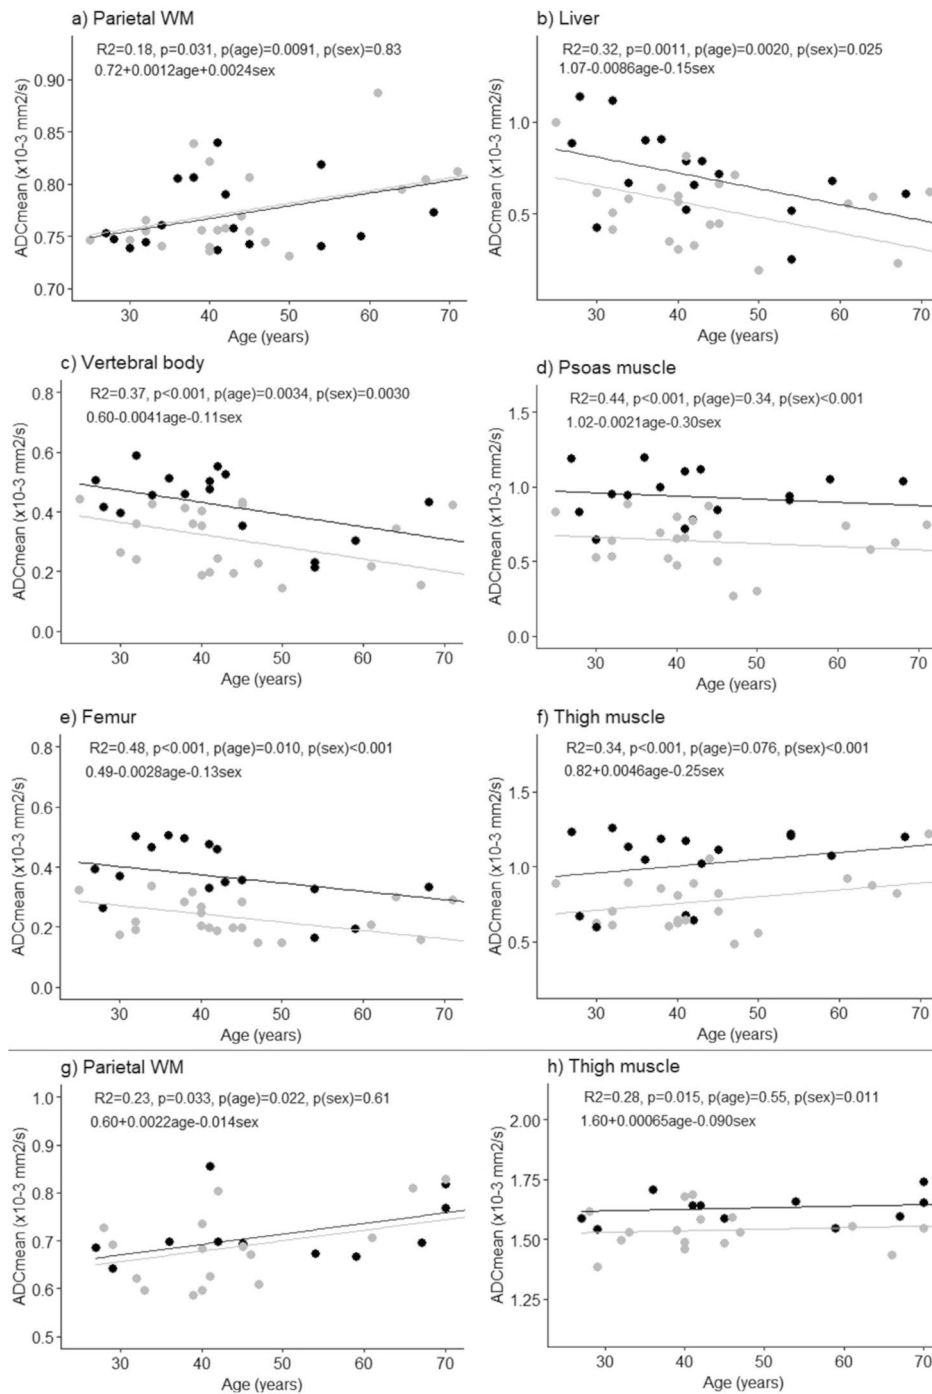 a) Parietal WM
R2=0.18, p=0.031, p(age)=0.0091, p(sex)=0.83
0.72+0.0012age+0.0024sex
ADCmean (x10-3 mm2/s)
0.90
0.85
0.80
0.75
0.70
30 40 50 60 70
Age (years)
b) Liver
R2=0.32, p=0.0011, p(age)=0.0020, p(sex)=0.025
1.07-0.0086age-0.15sex
ADCmean (x10-3 mm2/s)
1.0
0.5
30 40 50 60 70
Age (years)
c) Vertebral body
R2=0.37, p<0.001, p(age)=0.0034, p(sex)=0.0030
0.60-0.0041age-0.11sex
ADCmean (x10-3 mm2/s)
0.8
0.6
0.4
0.2
0.0
30 40 50 60 70
Age (years)
d) Psoas muscle
R2=0.44, p<0.001, p(age)=0.34, p(sex)<0.001
1.02-0.0021age-0.30sex
ADCmean (x10-3 mm2/s)
1.5
1.0
0.5
0.0
30 40 50 60 70
Age (years)
e) Femur
R2=0.48, p<0.001, p(age)=0.010, p(sex)<0.001
0.49-0.0028age-0.13sex
ADCmean (x10-3 mm2/s)
0.8
0.6
0.4
0.2
0.0
30 40 50 60 70
Age (years)
f) Thigh muscle
R2=0.34, p<0.001, p(age)=0.076, p(sex)<0.001
0.82+0.0046age-0.25sex
ADCmean (x10-3 mm2/s)
1.5
1.0
0.5
30 40 50 60 70
Age (years)
g) Parietal WM
R2=0.23, p=0.033, p(age)=0.022, p(sex)=0.61
0.60+0.0022age-0.014sex
ADCmean (x10-3 mm2/s)
1.0
0.9
0.8
0.7
0.6
0.5
30 40 50 60 70
Age (years)
h) Thigh muscle
R2=0.28, p=0.015, p(age)=0.55, p(sex)=0.011
1.60+0.00065age-0.090sex
ADCmean (x10-3 mm2/s)
2.00
1.75
1.50
1.25
30 40 50 60 70
Age (years)